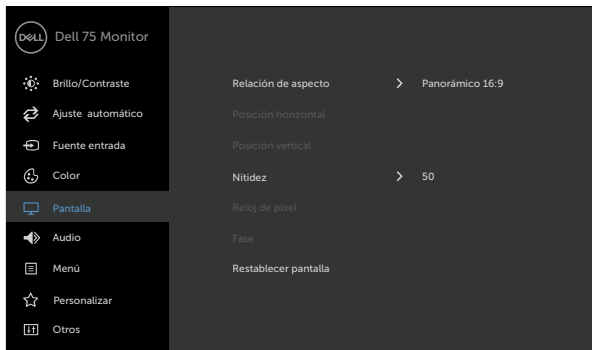 DELL Dell 75 Monitor
Brillo/Contraste
Relación de aspecto > Panorámico 16:9
Ajuste automático
Posición horizontal
Fuente entrada
Posición vertical
Color
Nitidez > 50
Pantalla
Reloj de píxel
Audio
Fase
Menú
Restablecer pantalla
Personalizar
Otros